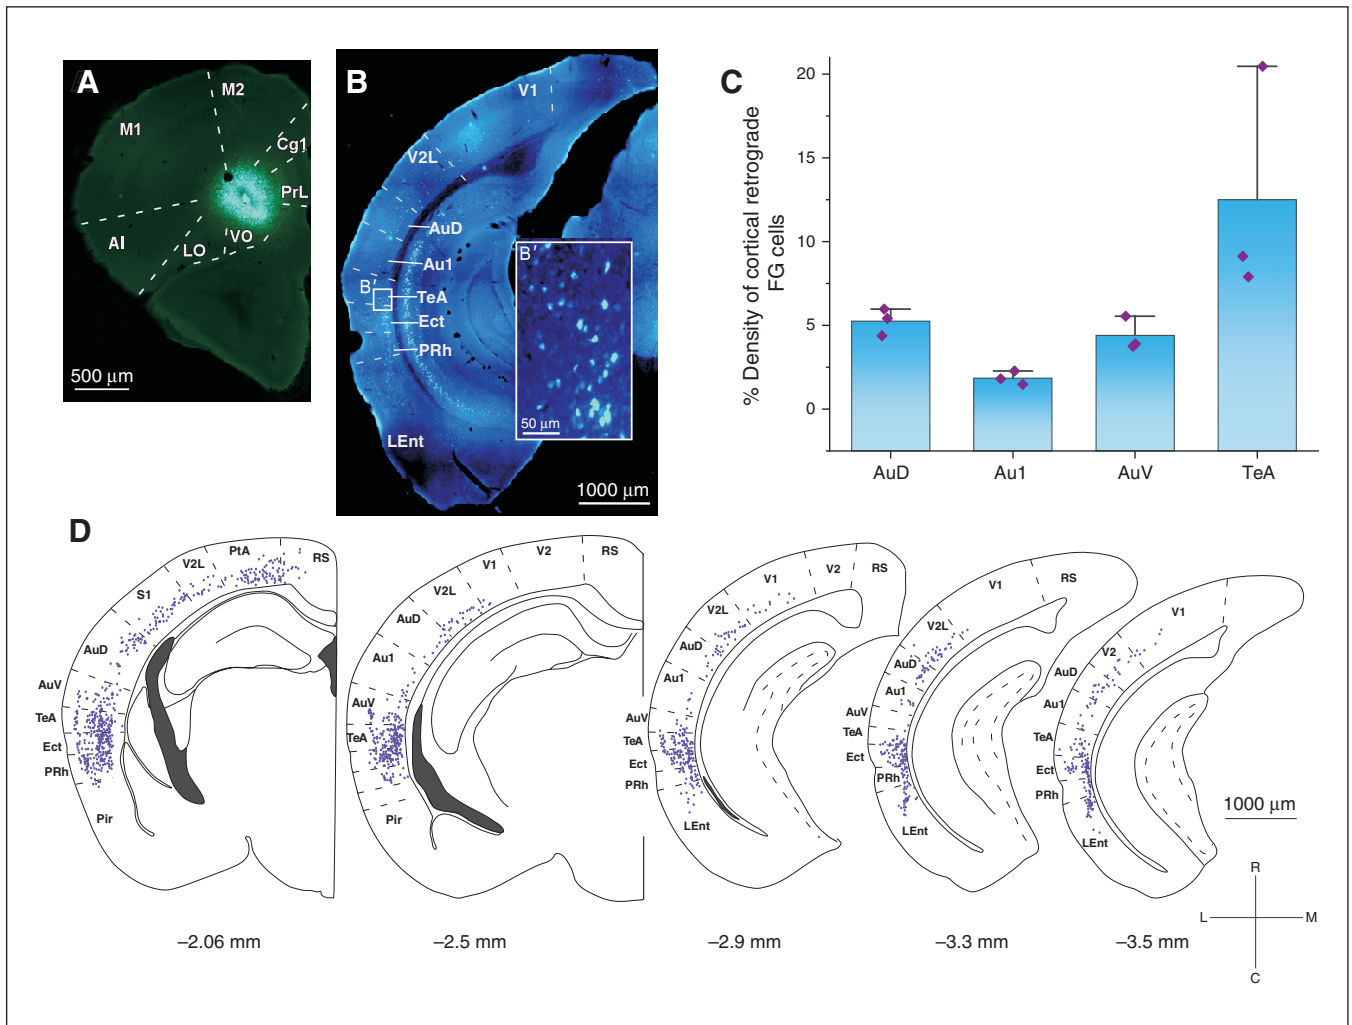 A
M2
M1
Cg1
PrL
AI
VO
LO
500 μm
B
V1
V2L
AuD
Au1
B′
TeA
Ect
PRh
LEnt
B′
50 μm
1000 μm
C
% Density of cortical retrograde
FG cells
20
15
10
5
0
AuD
Au1
AuV
TeA
D
PtA
RS
V2L
S1
AuD
AuV
TeA
Ect
PRh
Pir
–2.06 mm
V2
RS
V1
V2L
AuD
Au1
AuV
TeA
Pir
–2.5 mm
V2
RS
V1
V2L
AuD
Au1
AuV
TeA
Ect
PRh
LEnt
–2.9 mm
V1
RS
V2L
AuD
Au1
AuV
TeA
Ect
PRh
LEnt
–3.3 mm
V1
V2
AuD
Au1
TeA
Ect
PRh
LEnt
–3.5 mm
1000 μm
R
L
M
C